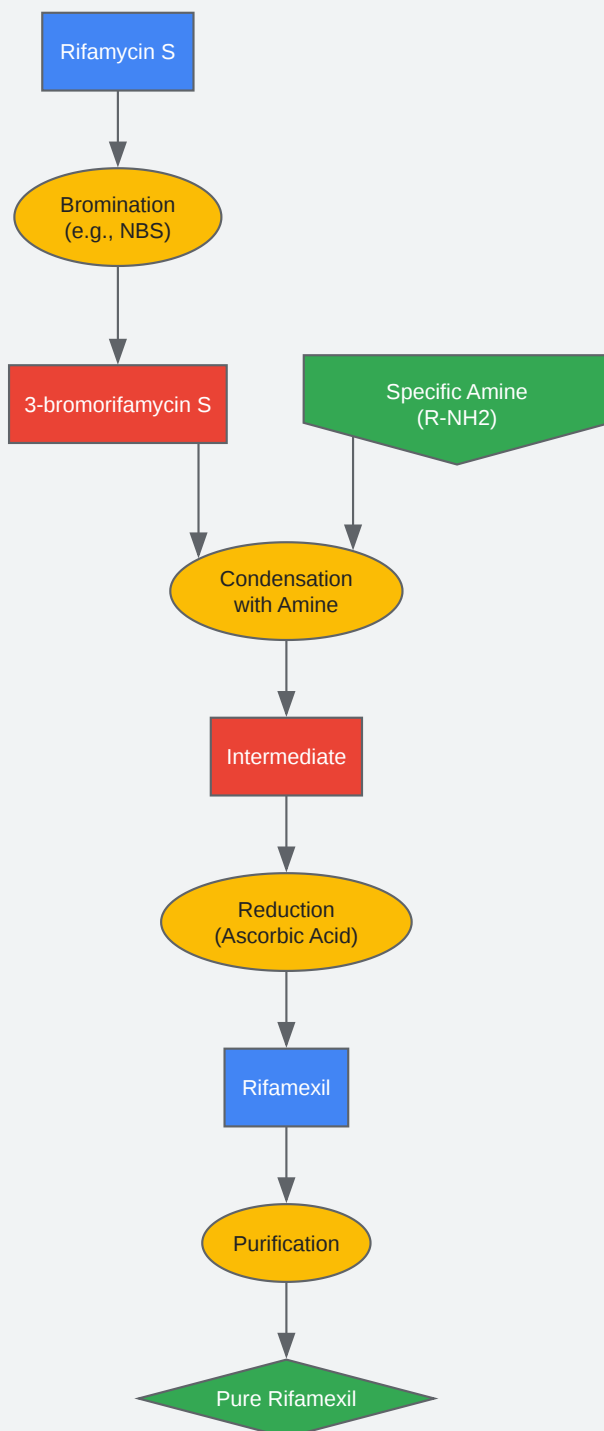 Rifamycin S
Bromination
(e.g., NBS)
3-bromorifamycin S
Specific Amine
(R-NH2)
Condensation
with Amine
Intermediate
Reduction
(Ascorbic Acid)
Rifamexil
Purification
Pure Rifamexil